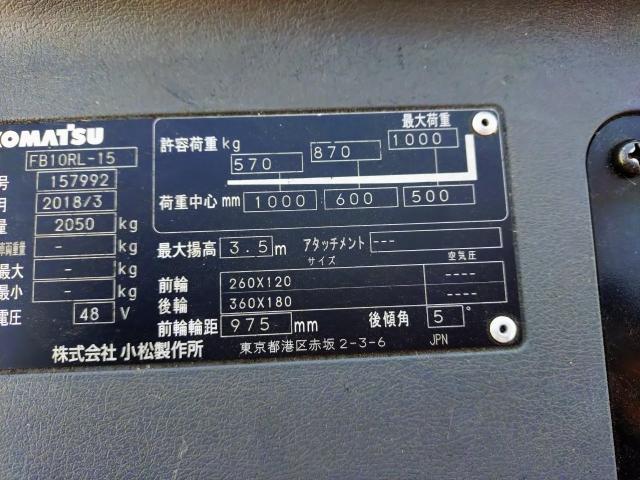 KOMATSU
FB10RL-15
号 157992
月 2018/3
量 2050 kg
車両重量 - kg
最大 - kg
最小 - kg
電圧 48 V
許容荷重 kg 570 870 最大荷重 1000
荷重中心 mm 1000 600 500
最大揚高 3.5 m アタッチメント ---
サイズ 空気圧
前輪 260X120 ----
後輪 360X180 ----
前輪輪距 975 mm 後傾角 5°
株式会社 小松製作所 東京都港区赤坂 2-3-6 JPN